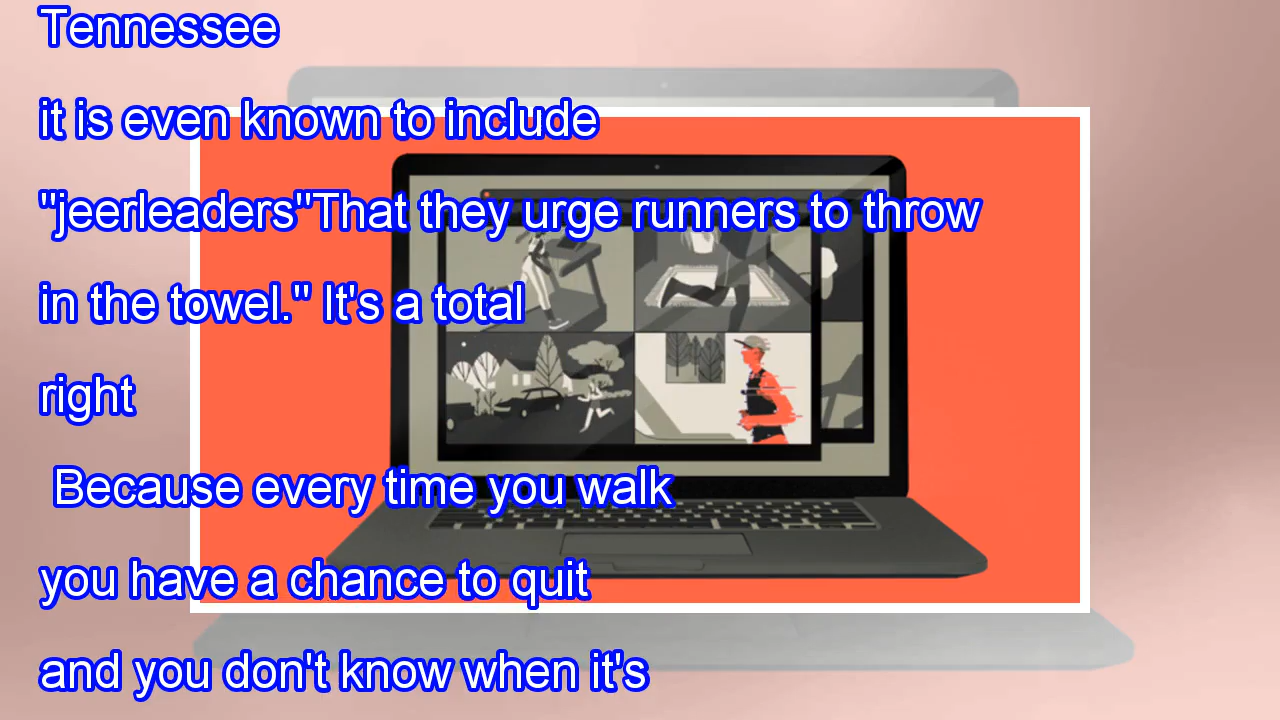 Tennessee
it is even known to include
"jeerleaders"That they urge runners to throw
in the towel." It's a total
right
Because every time you walk
you have a chance to quit
and you don't know when it's